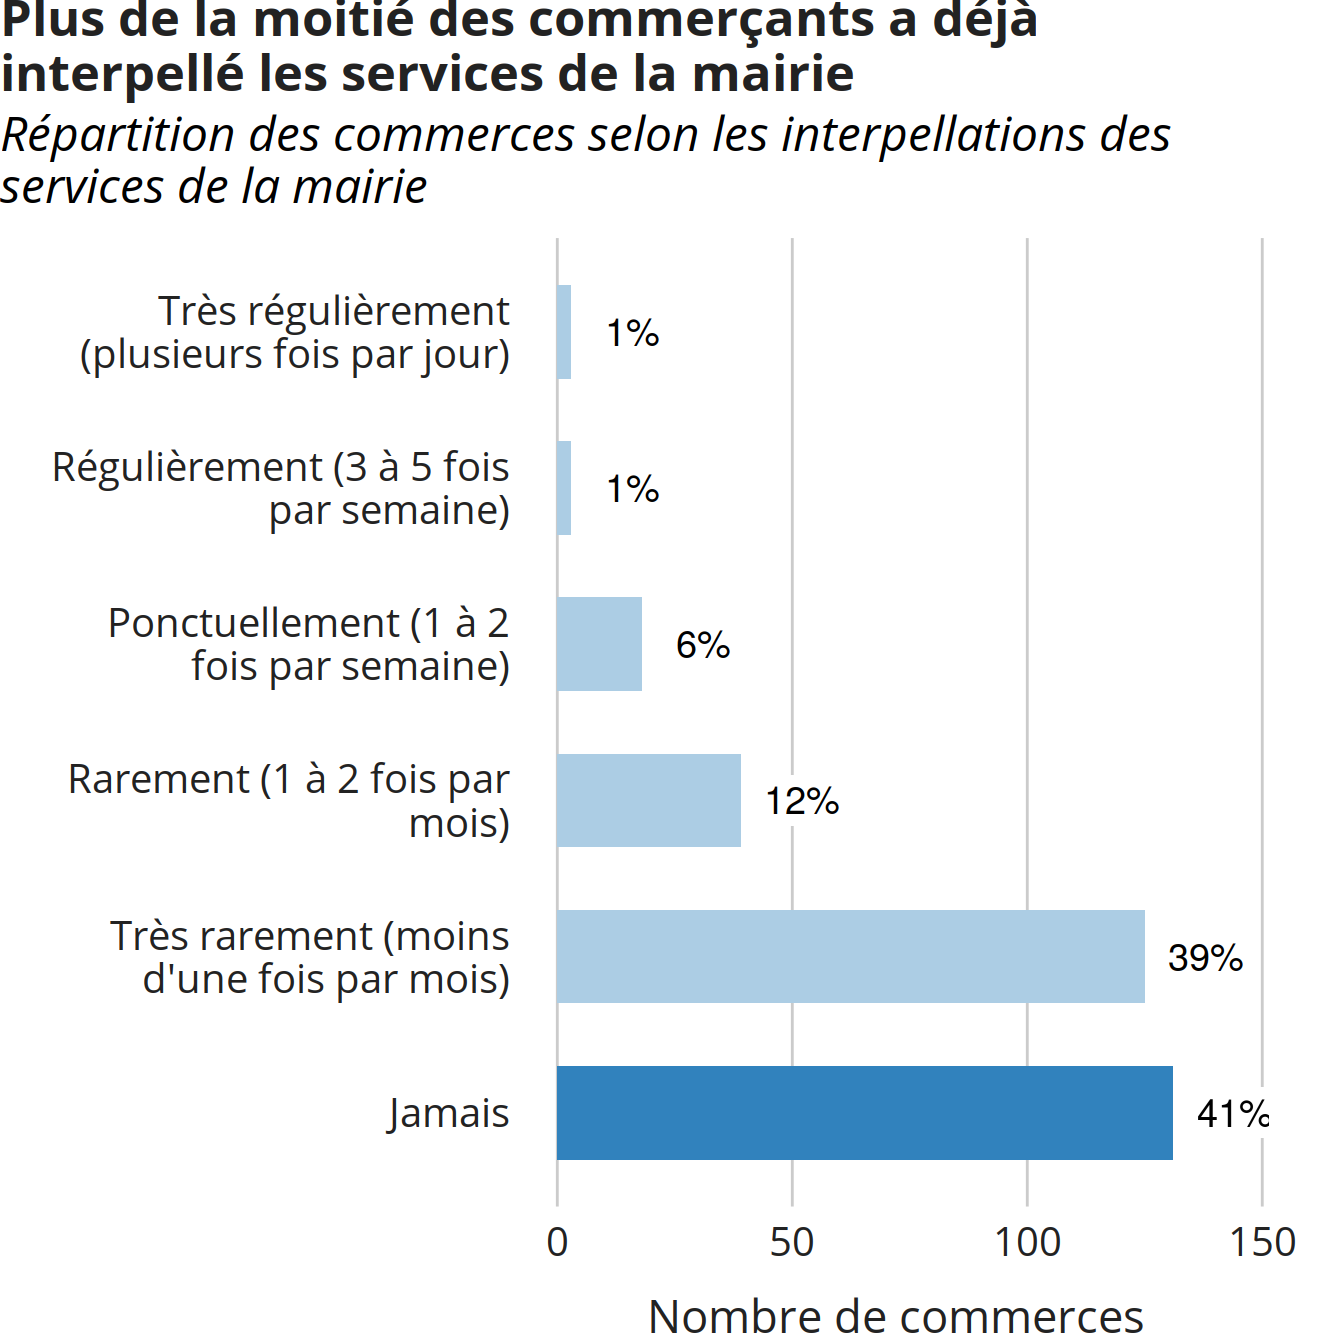 Plus de la moitié des commerçants a déjà
interpellé les services de la mairie
Répartition des commerces selon les interpellations des
services de la mairie
Très régulièrement
(plusieurs fois par jour)
1%
Régulièrement (3 à 5 fois
par semaine)
1%
Ponctuellement (1 à 2
fois par semaine)
6%
Rarement (1 à 2 fois par
mois)
12%
Très rarement (moins
d'une fois par mois)
39%
Jamais
41%
0 50 100 150
Nombre de commerces